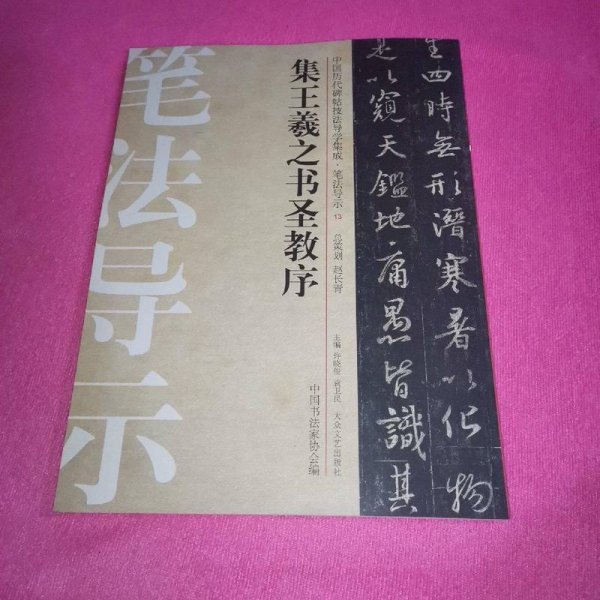 笔法导示
集王羲之书圣教序
中国历代碑帖技法导学集成·笔法导示 13 总策划 赵长青
主编 许晓俊 袁卫民 大众文艺出版社
中国书法家协会编
生四時無形潛寒暑以化物
是以窺天鑑地庸愚皆識其